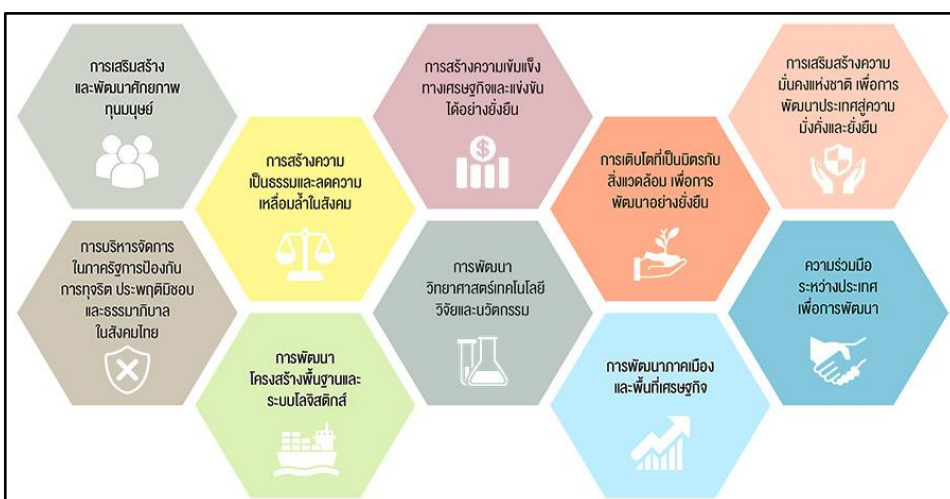 การเสริมสร้าง
และพัฒนาศักยภาพ
ทุนมนุษย์
การสร้างความ
เป็นธรรมและลดความ
เหลื่อมล้ำในสังคม
การสร้างความเข้มแข็ง
ทางเศรษฐกิจและแข่งขัน
ได้อย่างยั่งยืน
การเติบโตที่เป็นมิตรกับ
สิ่งแวดล้อม เพื่อการ
พัฒนาอย่างยั่งยืน
การเสริมสร้างความ
มั่นคงแห่งชาติ เพื่อการ
พัฒนาประเทศสู่ความ
มั่งคั่งและยั่งยืน
การบริหารจัดการ
ในภาครัฐการป้องกัน
การทุจริต ประพฤติมิชอบ
และธรรมาภิบาล
ในสังคมไทย
การพัฒนา
โครงสร้างพื้นฐานและ
ระบบโลจิสติกส์
การพัฒนา
วิทยาศาสตร์เทคโนโลยี
วิจัยและนวัตกรรม
การพัฒนาภาคเมือง
และพื้นที่เศรษฐกิจ
ความร่วมมือ
ระหว่างประเทศ
เพื่อการพัฒนา